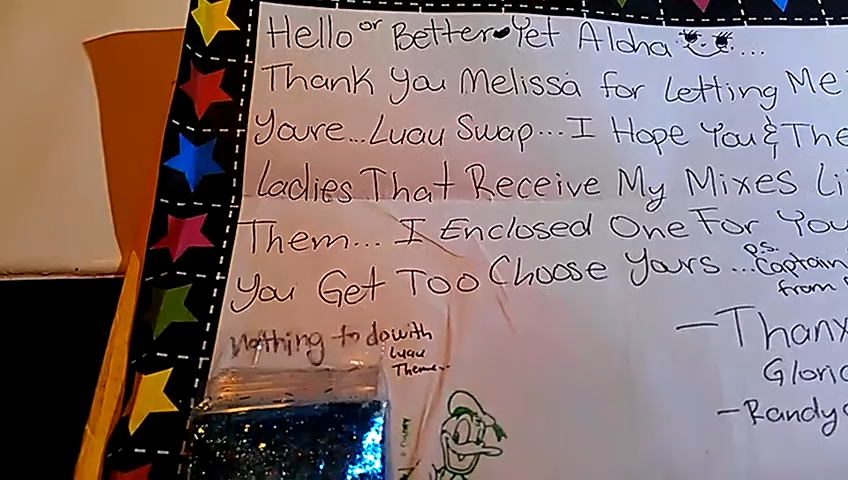 Hello or Better Yet Aloha ...
Thank You Melissa for Letting Me
Youre...Luau Swap...I Hope You & The
Ladies That Receive My Mixes Li
Them... I Enclosed One For You
You Get Too Choose Yours ...
p.s.
Captain
from
Nothing to do with
Luau
Theme..
—Thanx
Gloria
-Randy